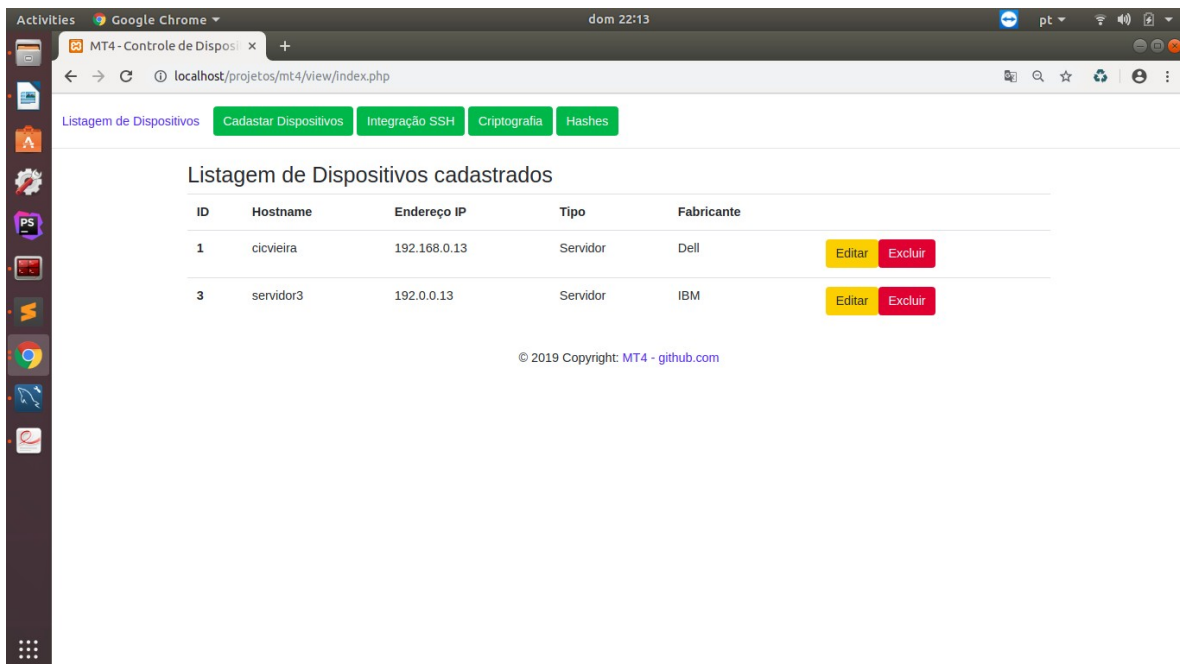 Activities Google Chrome dom 22:13 pt
MT4 - Controle de Disposi
localhost/projetos/mt4/view/index.php
Listagem de Dispositivos Cadastar Dispositivos Integração SSH Criptografia Hashes
Listagem de Dispositivos cadastrados
ID Hostname Endereço IP Tipo Fabricante
1 cicvieira 192.168.0.13 Servidor Dell Editar Excluir
3 servidor3 192.0.0.13 Servidor IBM Editar Excluir
© 2019 Copyright: MT4 - github.com
PS